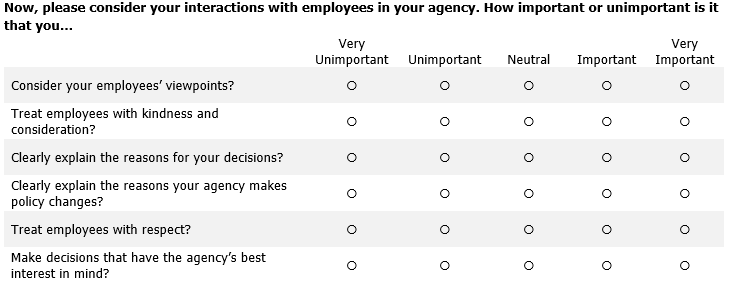 Now, please consider your interactions with employees in your agency. How important or unimportant is it
that you...
Very
Unimportant Unimportant Neutral Important Very
Important
Consider your employees' viewpoints?
Treat employees with kindness and
consideration?
Clearly explain the reasons for your decisions?
Clearly explain the reasons your agency makes
policy changes?
Treat employees with respect?
Make decisions that have the agency's best
interest in mind?